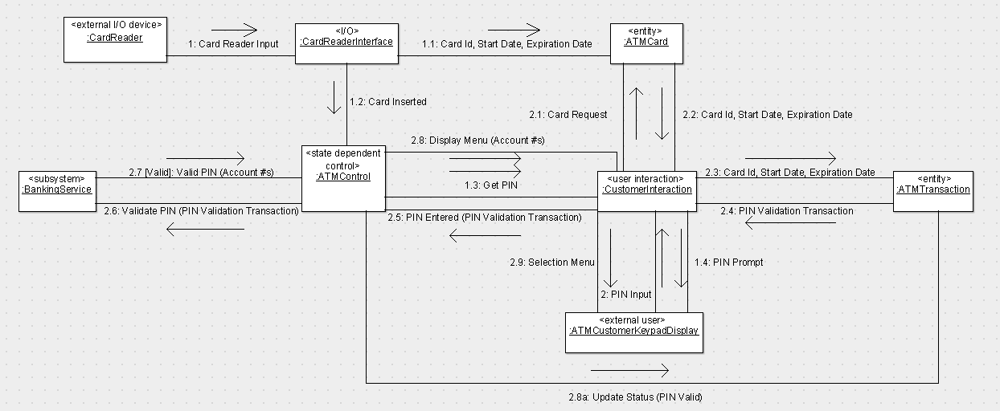 <external I/O device>
:CardReader
1: Card Reader Input
<I/O>
:CardReaderInterface
1.1: Card Id, Start Date, Expiration Date
<entity>
:ATMCard
1.2: Card Inserted
2.1: Card Request
2.2: Card Id, Start Date, Expiration Date
2.8: Display Menu (Account #s)
<state dependent
control>
:ATMControl
2.7 [Valid]: Valid PIN (Account #s)
1.3: Get PIN
2.3: Card Id, Start Date, Expiration Date
<subsystem>
:BankingService
<user interaction>
:CustomerInteraction
<entity>
:ATMTransaction
2.6: Validate PIN (PIN Validation Transaction)
2.5: PIN Entered (PIN Validation Transaction)
2.4: PIN Validation Transaction
2.9: Selection Menu
1.4: PIN Prompt
2: PIN Input
<external user>
:ATMCustomerKeypadDisplay
2.8a: Update Status (PIN Valid)